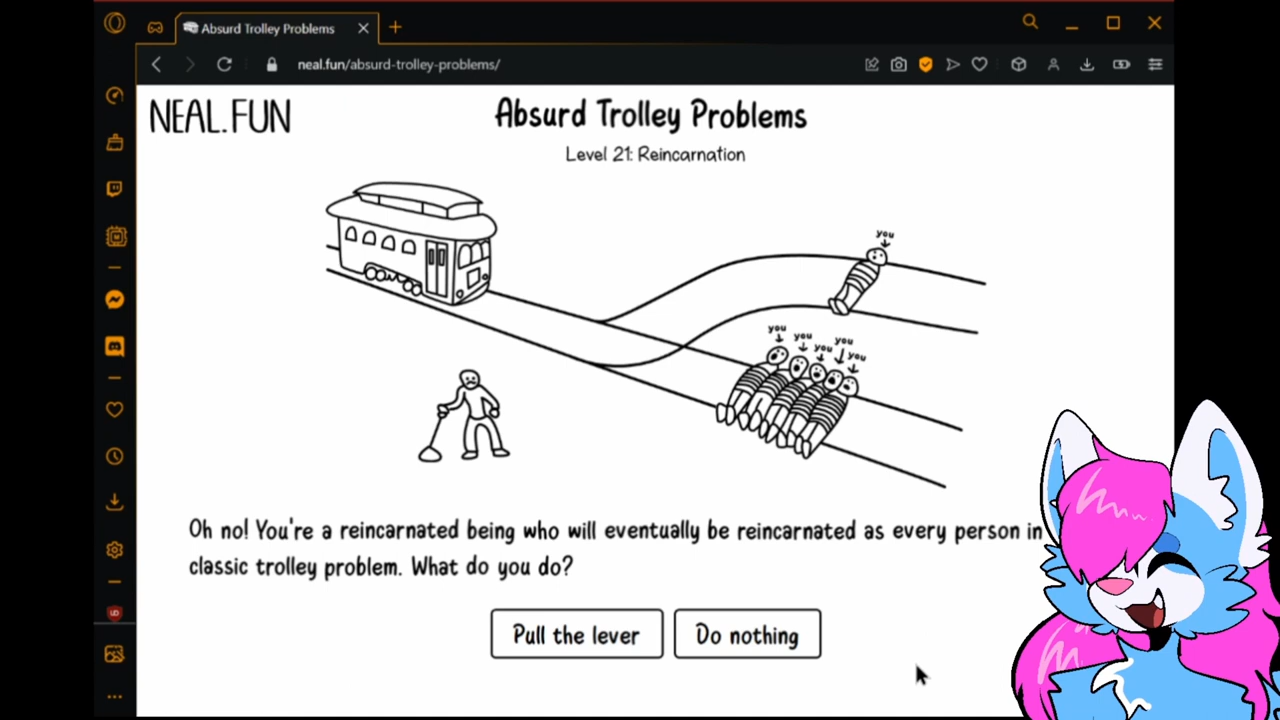 Absurd Trolley Problems
neal.fun/absurd-trolley-problems/
NEAL.FUN
Absurd Trolley Problems
Level 21: Reincarnation
you
you
you
you
you
you
Oh no! You're a reincarnated being who will eventually be reincarnated as every person in
classic trolley problem. What do you do?
Pull the lever
Do nothing